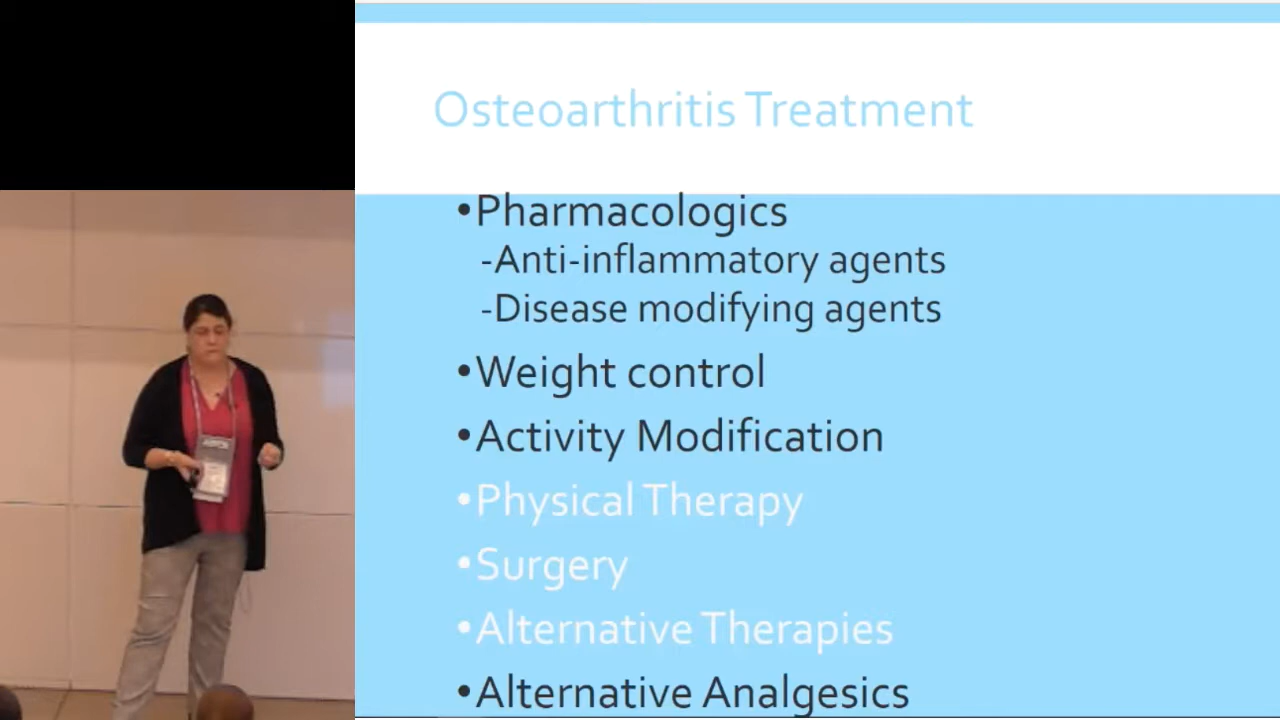 Osteoarthritis Treatment
•Pharmacologics
-Anti-inflammatory agents
-Disease modifying agents
•Weight control
•Activity Modification
•Physical Therapy
•Surgery
•Alternative Therapies
•Alternative Analgesics